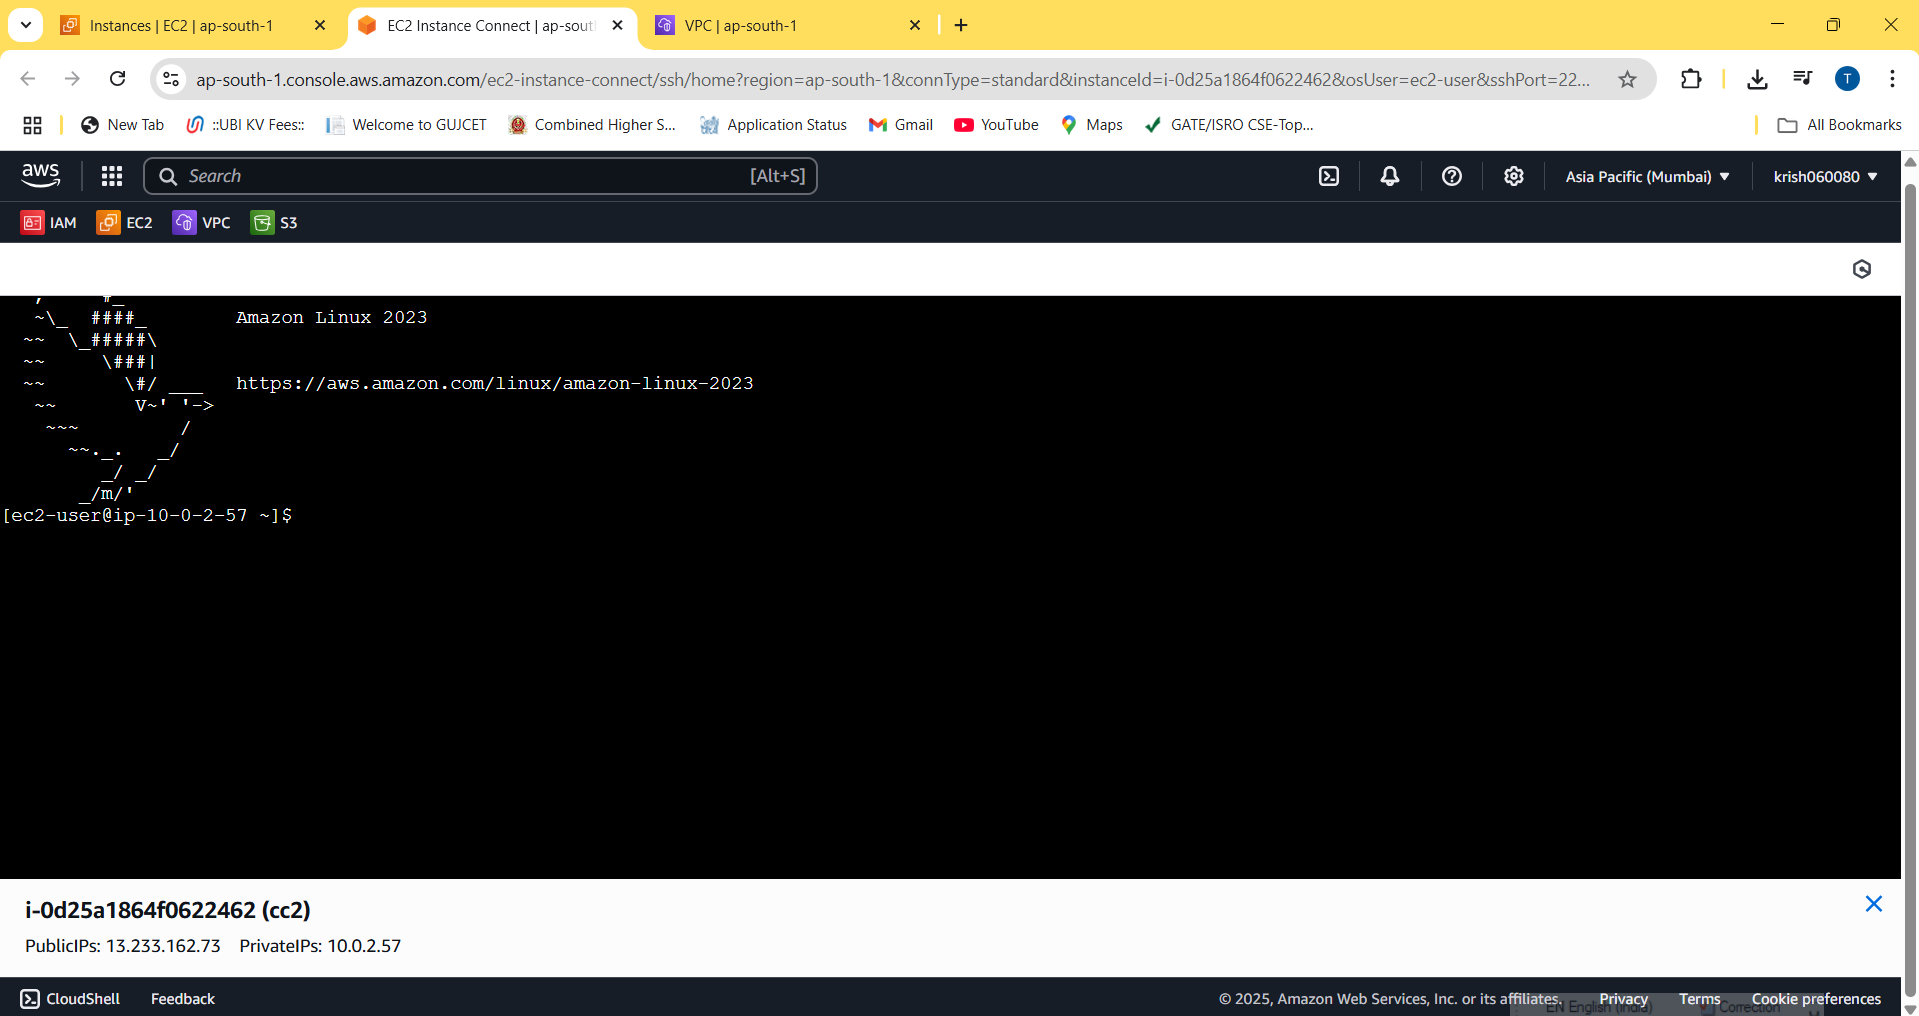 Instances | EC2 | ap-south-1
EC2 Instance Connect | ap-sout
VPC | ap-south-1
ap-south-1.console.aws.amazon.com/ec2-instance-connect/ssh/home?region=ap-south-1&connType=standard&instanceId=i-0d25a1864f0622462&osUser=ec2-user&sshPort=22...
T
New Tab
::UBI KV Fees::
Welcome to GUJCET
Combined Higher S...
Application Status
Gmail
YouTube
Maps
GATE/ISRO CSE-Top...
All Bookmarks
aws
Search
[Alt+S]
Asia Pacific (Mumbai)
krish060080
IAM
EC2
VPC
S3
   ,     #_
   ~\_  ####_        Amazon Linux 2023
  ~~  \_#####\
  ~~     \###|
  ~~       \#/ ___   https://aws.amazon.com/linux/amazon-linux-2023
   ~~       V~' '->
    ~~~         /
      ~~._.   _/
         _/ _/
       _/m/'
[ec2-user@ip-10-0-2-57 ~]$
i-0d25a1864f0622462 (cc2)
PublicIPs: 13.233.162.73 PrivateIPs: 10.0.2.57
CloudShell
Feedback
© 2025, Amazon Web Services, Inc. or its affiliates.
Privacy
Terms
Cookie preferences
EN English (India)
Correction